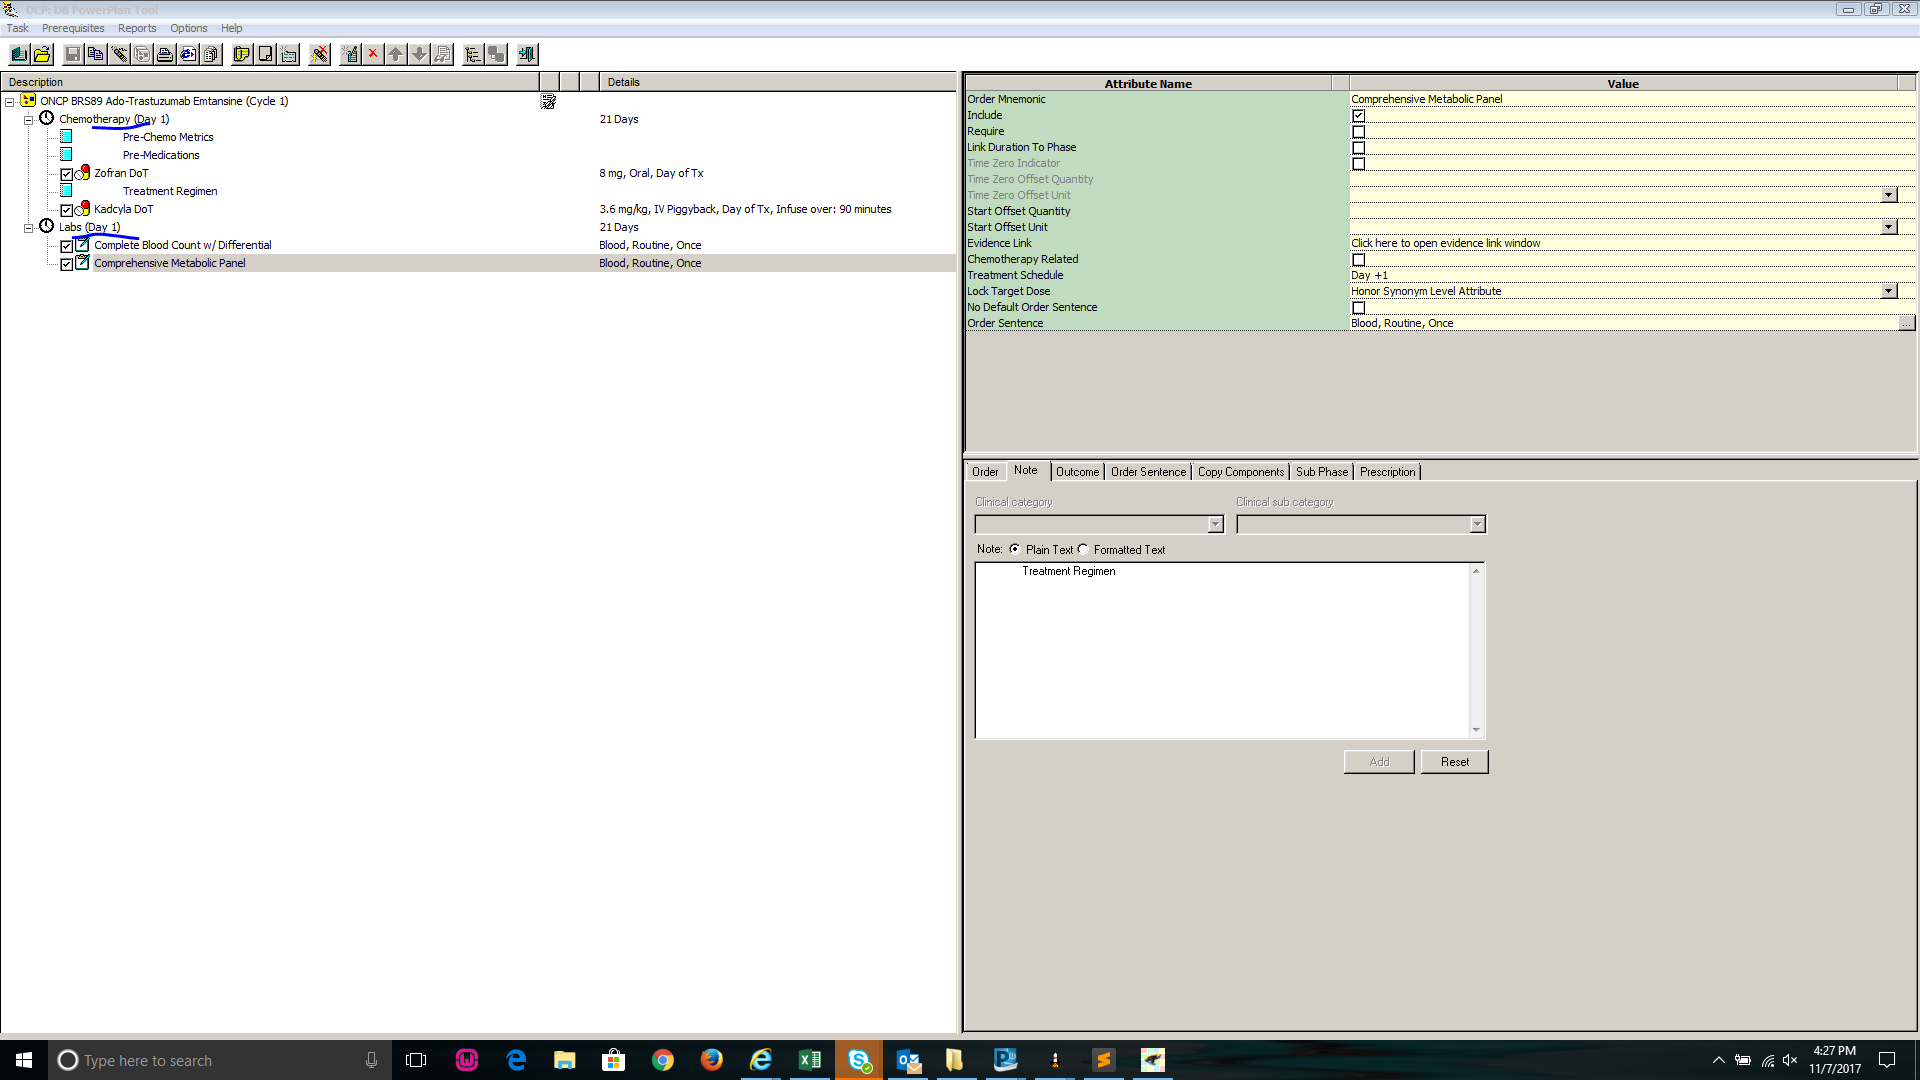 DCP: DB PowerPlan Tool
Task Prerequisites Reports Options Help
Description Details
ONCP BRS89 Ado-Trastuzumab Emtansine (Cycle 1)
Chemotherapy (Day 1) 21 Days
Pre-Chemo Metrics
Pre-Medications
Zofran DoT 8 mg, Oral, Day of Tx
Treatment Regimen
Kadcyla DoT 3.6 mg/kg, IV Piggyback, Day of Tx, Infuse over: 90 minutes
Labs (Day 1) 21 Days
Complete Blood Count w/ Differential Blood, Routine, Once
Comprehensive Metabolic Panel Blood, Routine, Once
Attribute Name Value
Order Mnemonic Comprehensive Metabolic Panel
Include
Require
Link Duration To Phase
Time Zero Indicator
Time Zero Offset Quantity
Time Zero Offset Unit
Start Offset Quantity
Start Offset Unit
Evidence Link Click here to open evidence link window
Chemotherapy Related
Treatment Schedule Day +1
Lock Target Dose Honor Synonym Level Attribute
No Default Order Sentence
Order Sentence Blood, Routine, Once ...
Order Note Outcome Order Sentence Copy Components Sub Phase Prescription
Clinical category Clinical sub category
Note: Plain Text Formatted Text
Treatment Regimen
Add Reset
Type here to search
4:27 PM
11/7/2017